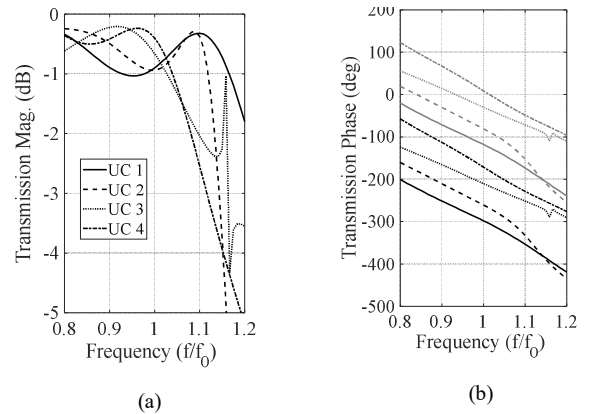 0
-1
-2
-3
-4
-5
0.8
0.9
1
1.1
1.2
Transmission Mag. (dB)
Frequency (f/f0)
UC 1
UC 2
UC 3
UC 4
(a)
200
100
0
-100
-200
-300
-400
-500
0.8
0.9
1
1.1
1.2
Transmission Phase (deg)
Frequency (f/f0)
(b)